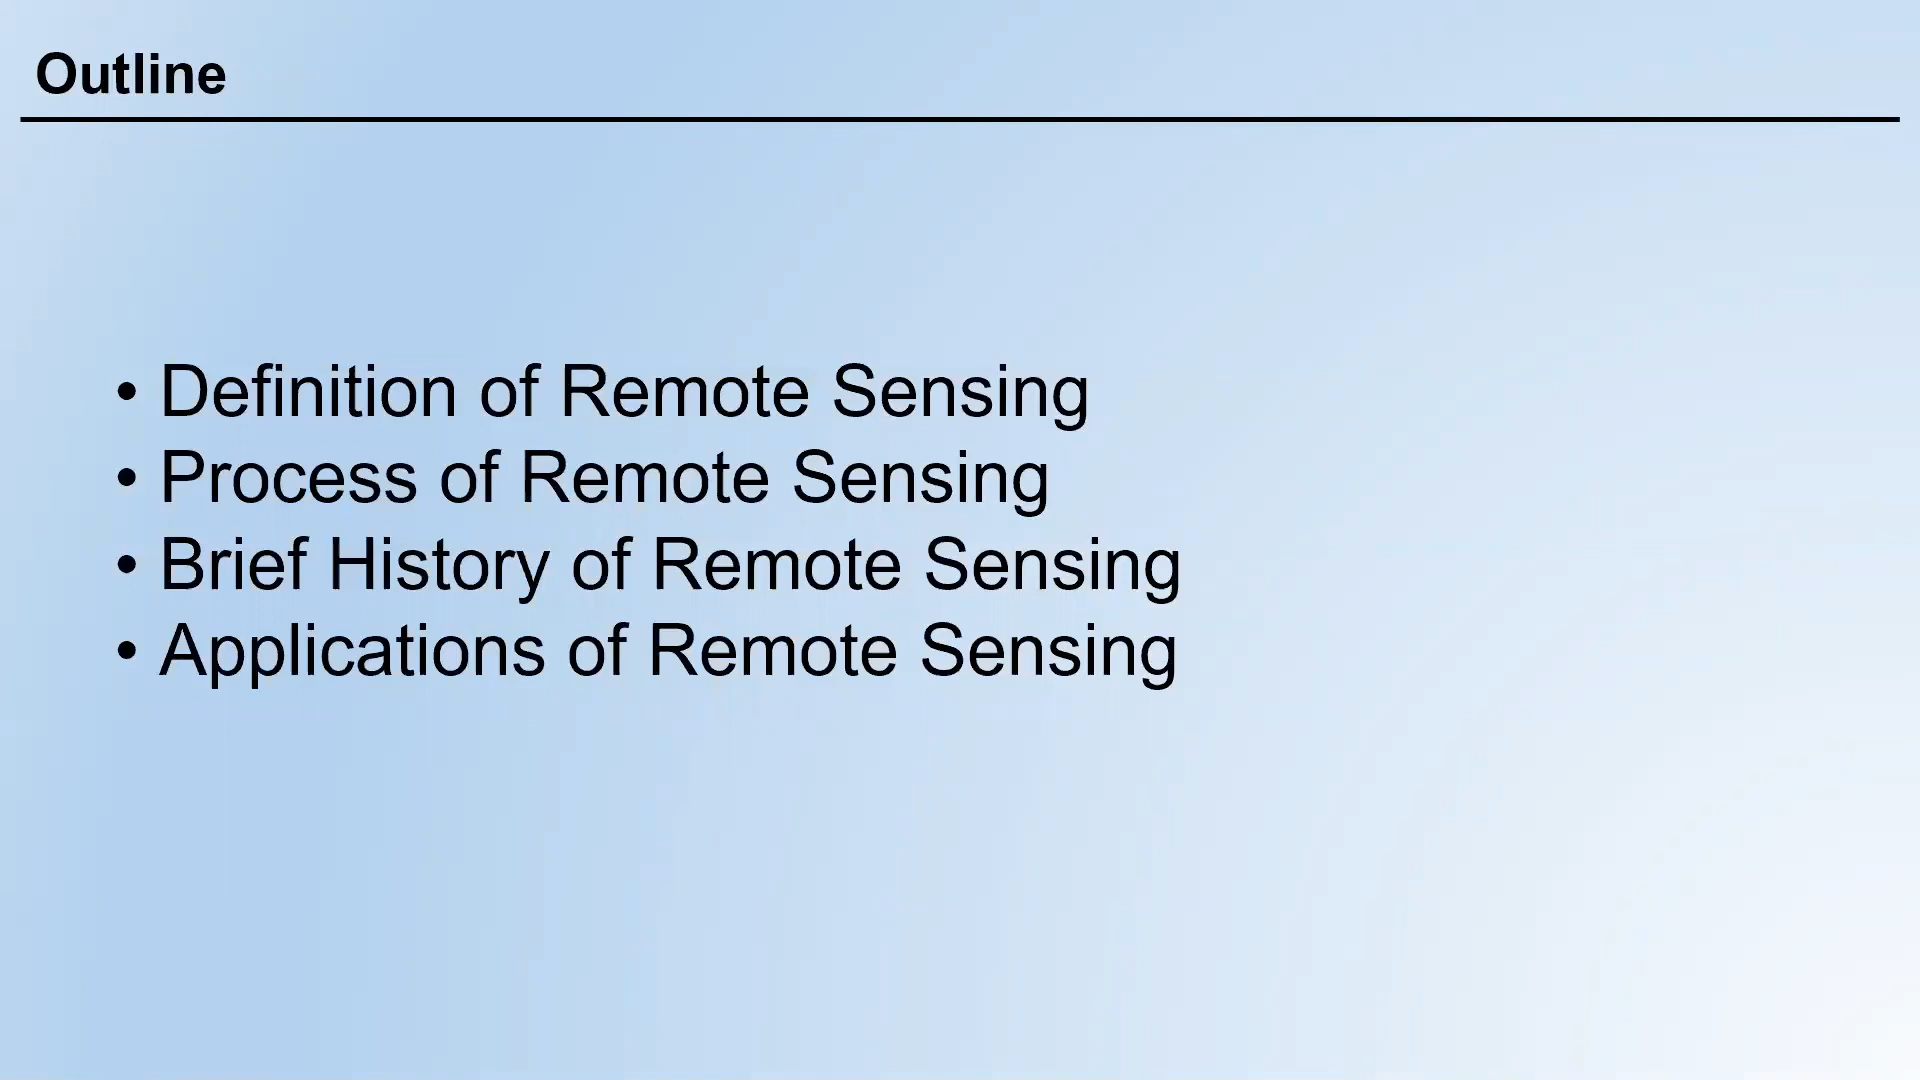 Outline
• Definition of Remote Sensing
• Process of Remote Sensing
• Brief History of Remote Sensing
• Applications of Remote Sensing